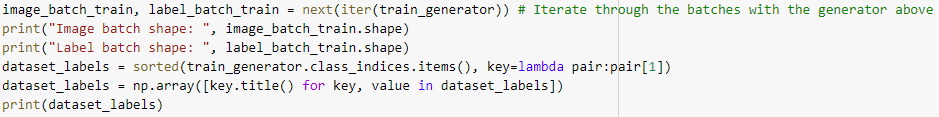 image_batch_train, label_batch_train = next(iter(train_generator)) # Iterate through the batches with the generator above
print("Image batch shape: ", image_batch_train.shape)
print("Label batch shape: ", label_batch_train.shape)
dataset_labels = sorted(train_generator.class_indices.items(), key=lambda pair:pair[1])
dataset_labels = np.array([key.title() for key, value in dataset_labels])
print(dataset_labels)